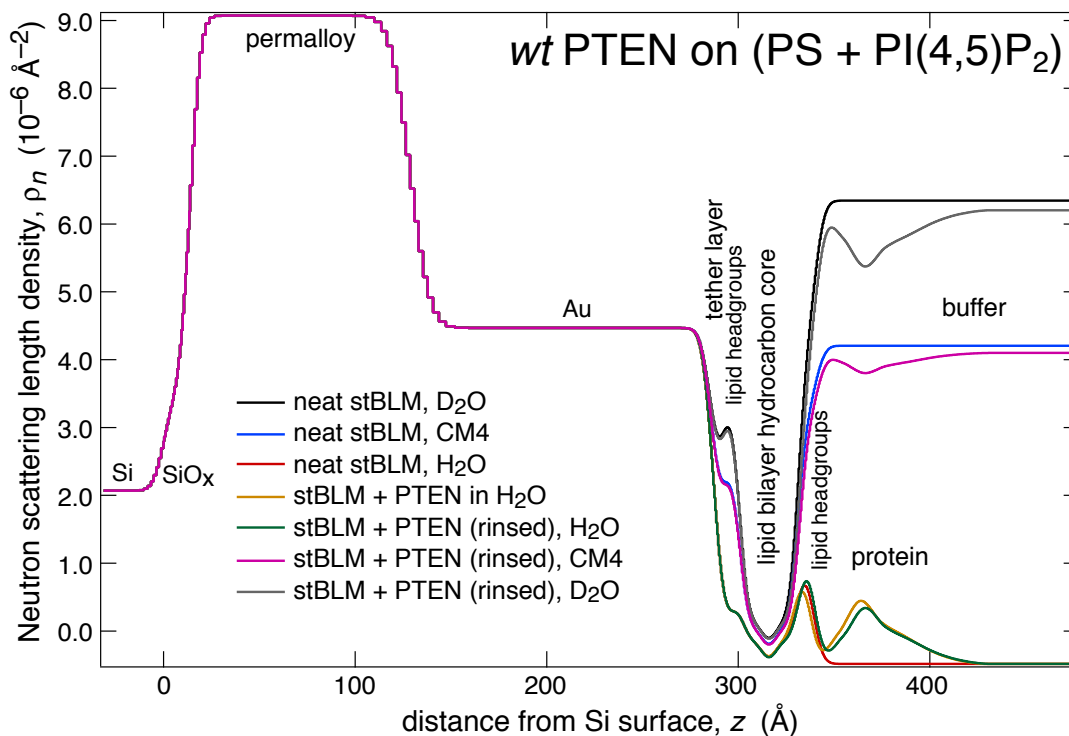 wt PTEN on (PS + PI(4,5)P₂)
permalloy
Neutron scattering length density, ρn (10⁻⁶ Å⁻²)
9.0
8.0
7.0
6.0
5.0
4.0
3.0
2.0
1.0
0.0
Si
SiOₓ
Au
tether layer
lipid headgroups
lipid bilayer hydrocarbon core
lipid headgroups
buffer
protein
neat stBLM, D₂O
neat stBLM, CM4
neat stBLM, H₂O
stBLM + PTEN in H₂O
stBLM + PTEN (rinsed), H₂O
stBLM + PTEN (rinsed), CM4
stBLM + PTEN (rinsed), D₂O
0
100
200
300
400
distance from Si surface, z (Å)